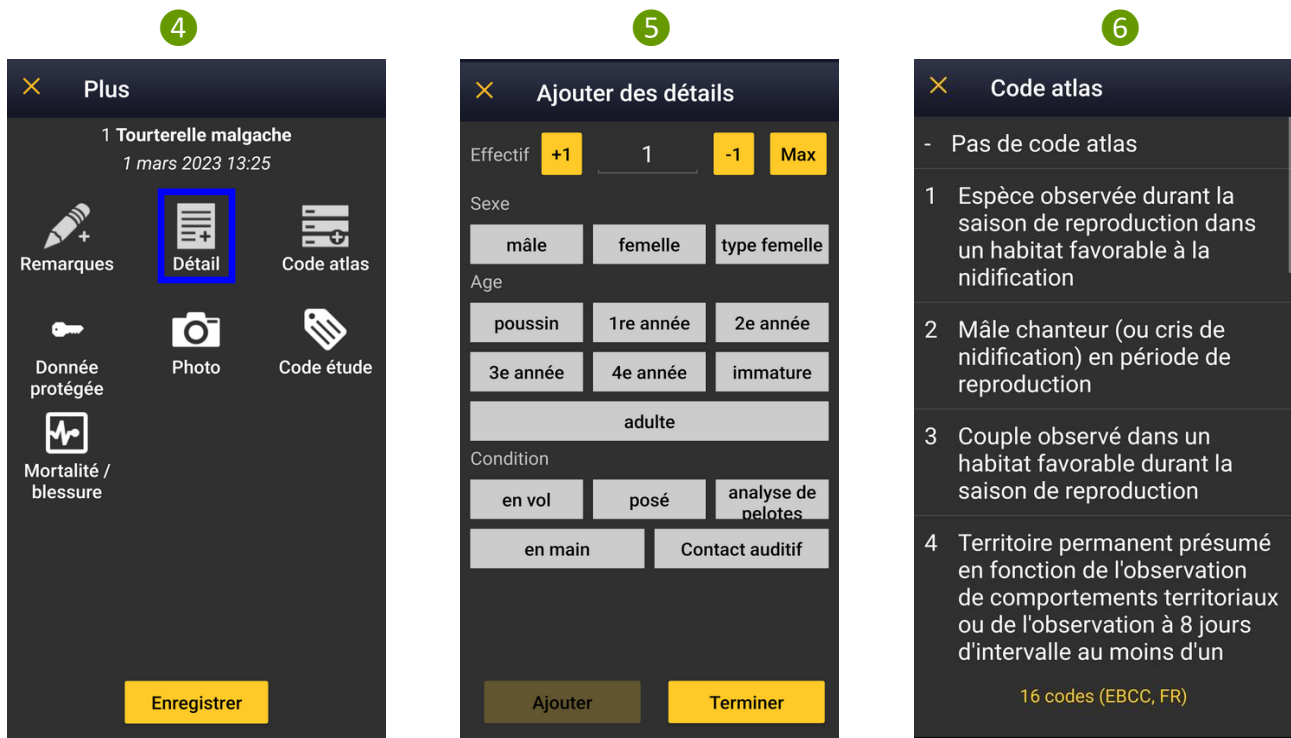 4
5
6
Plus
1 Tourterelle malgache
1 mars 2023 13:25
Remarques
Détail
Code atlas
Donnée
protégée
Photo
Code étude
Mortalité /
blessure
Enregistrer
Ajouter des détails
Effectif +1 1 -1 Max
Sexe
mâle femelle type femelle
Age
poussin 1re année 2e année
3e année 4e année immature
adulte
Condition
en vol posé analyse de
pelotes
en main Contact auditif
Ajouter Terminer
Code atlas
- Pas de code atlas
1 Espèce observée durant la
saison de reproduction dans
un habitat favorable à la
nidification
2 Mâle chanteur (ou cris de
nidification) en période de
reproduction
3 Couple observé dans un
habitat favorable durant la
saison de reproduction
4 Territoire permanent présumé
en fonction de l'observation
de comportements territoriaux
ou de l'observation à 8 jours
d'intervalle au moins d'un
16 codes (EBCC, FR)